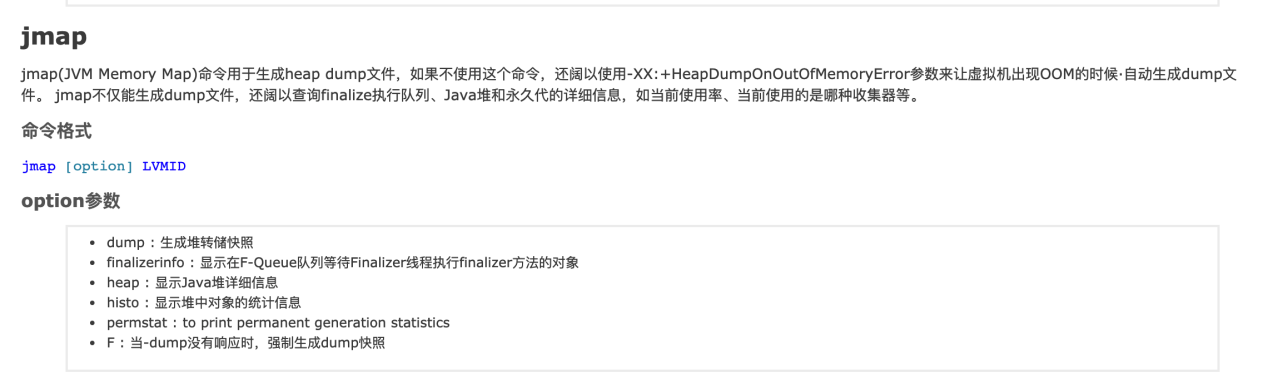 jmap
jmap(JVM Memory Map)命令用于生成heap dump文件，如果不使用这个命令，还阔以使用-XX:+HeapDumpOnOutOfMemoryError参数来让虚拟机出现OOM的时候·自动生成dump文
件。 jmap不仅能生成dump文件，还阔以查询finalize执行队列、Java堆和永久代的详细信息，如当前使用率、当前使用的是哪种收集器等。
命令格式
jmap [option] LVMID
option参数
• dump : 生成堆转储快照
• finalizerinfo : 显示在F-Queue队列等待Finalizer线程执行finalizer方法的对象
• heap : 显示Java堆详细信息
• histo : 显示堆中对象的统计信息
• permstat : to print permanent generation statistics
• F : 当-dump没有响应时，强制生成dump快照